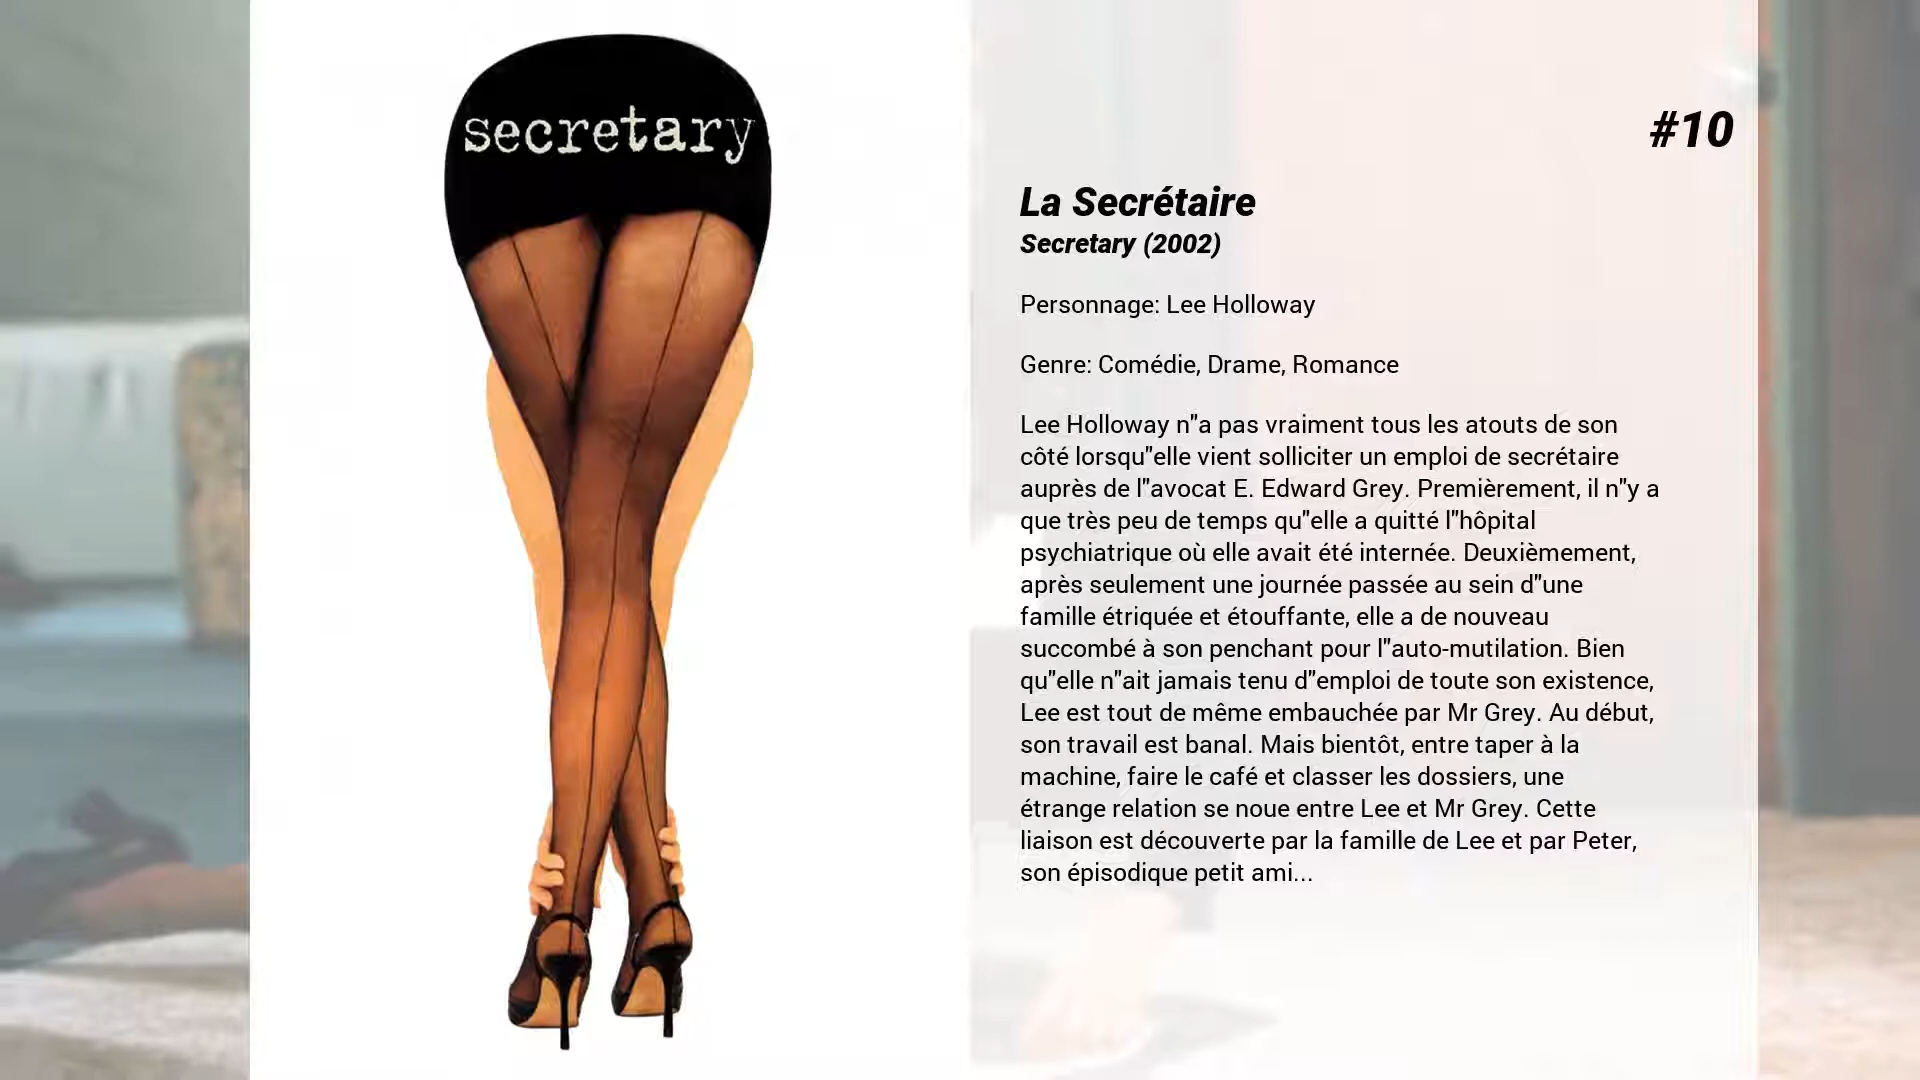 secretary
#10
La Secrétaire
Secretary (2002)
Personnage: Lee Holloway
Genre: Comédie, Drame, Romance
Lee Holloway n"a pas vraiment tous les atouts de son
côté lorsqu"elle vient solliciter un emploi de secrétaire
auprès de l"avocat E. Edward Grey. Premièrement, il n"y a
que très peu de temps qu"elle a quitté l"hôpital
psychiatrique où elle avait été internée. Deuxièmement,
après seulement une journée passée au sein d"une
famille étriquée et étouffante, elle a de nouveau
succombé à son penchant pour l"auto-mutilation. Bien
qu"elle n"ait jamais tenu d"emploi de toute son existence,
Lee est tout de même embauchée par Mr Grey. Au début,
son travail est banal. Mais bientôt, entre taper à la
machine, faire le café et classer les dossiers, une
étrange relation se noue entre Lee et Mr Grey. Cette
liaison est découverte par la famille de Lee et par Peter,
son épisodique petit ami...